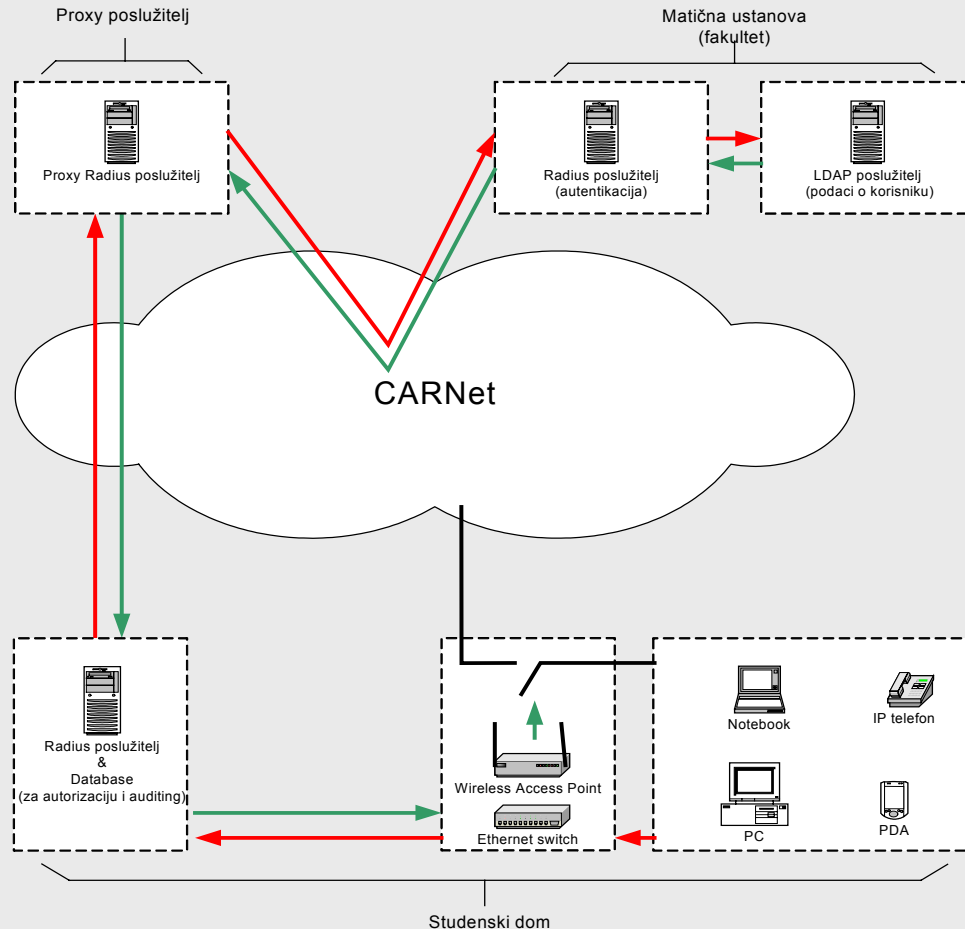 Proxy poslužitelj
Matična ustanova
(fakultet)
Proxy Radius poslužitelj
Radius poslužitelj
(autentikacija)
LDAP poslužitelj
(podaci o korisniku)
CARNet
Radius poslužitelj
&
Database
(za autorizaciju i auditing)
Wireless Access Point
Ethernet switch
Notebook
IP telefon
PC
PDA
Studenski dom